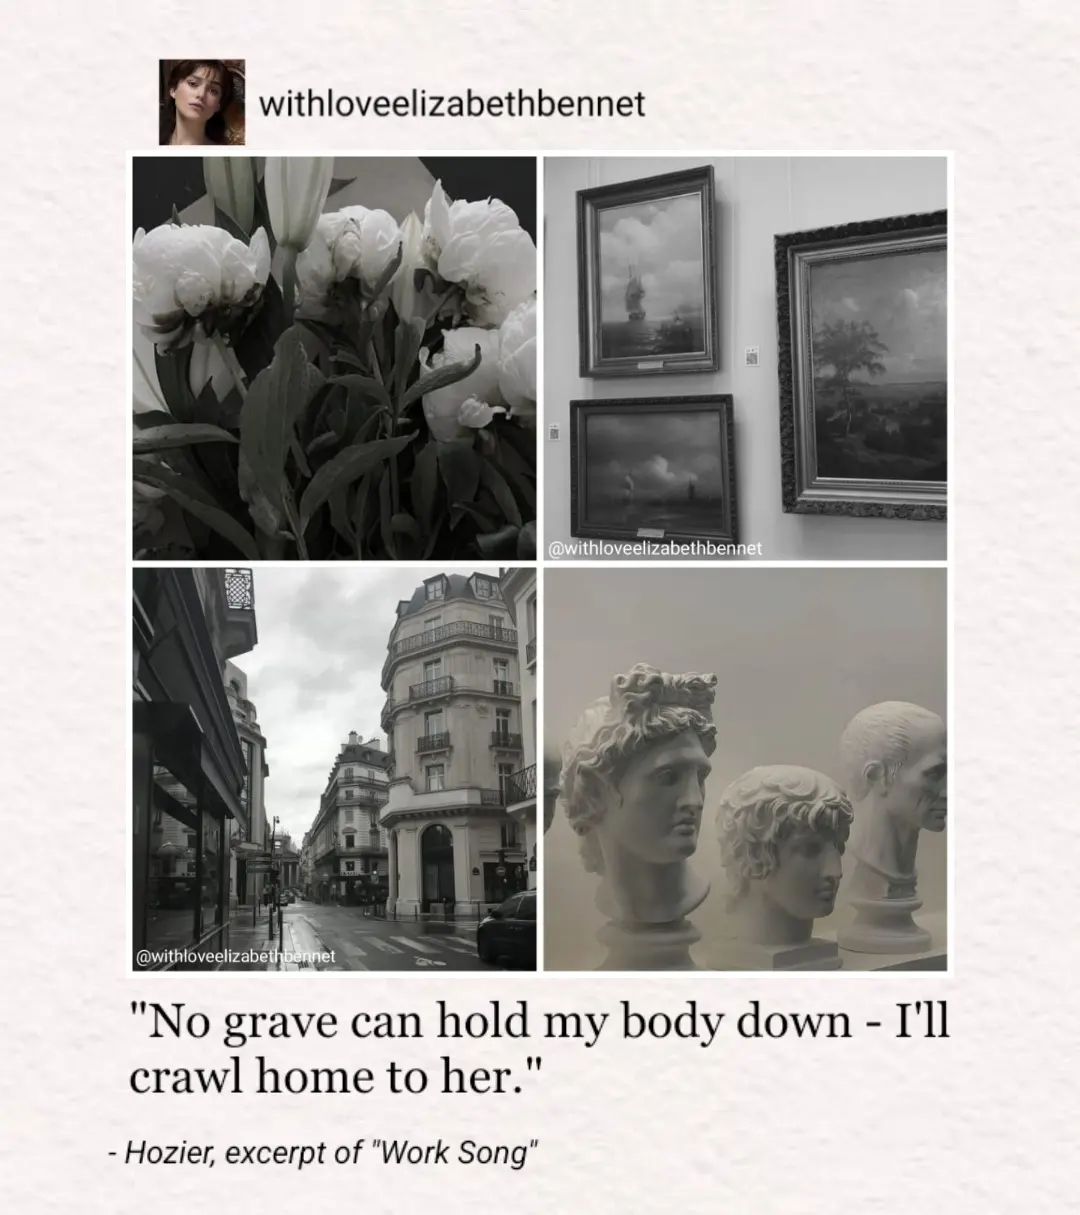 withloveelizabethbennet
@withloveelizabethbennet
@withloveelizabethbennet
"No grave can hold my body down - I'll
crawl home to her."
- Hozier, excerpt of "Work Song"